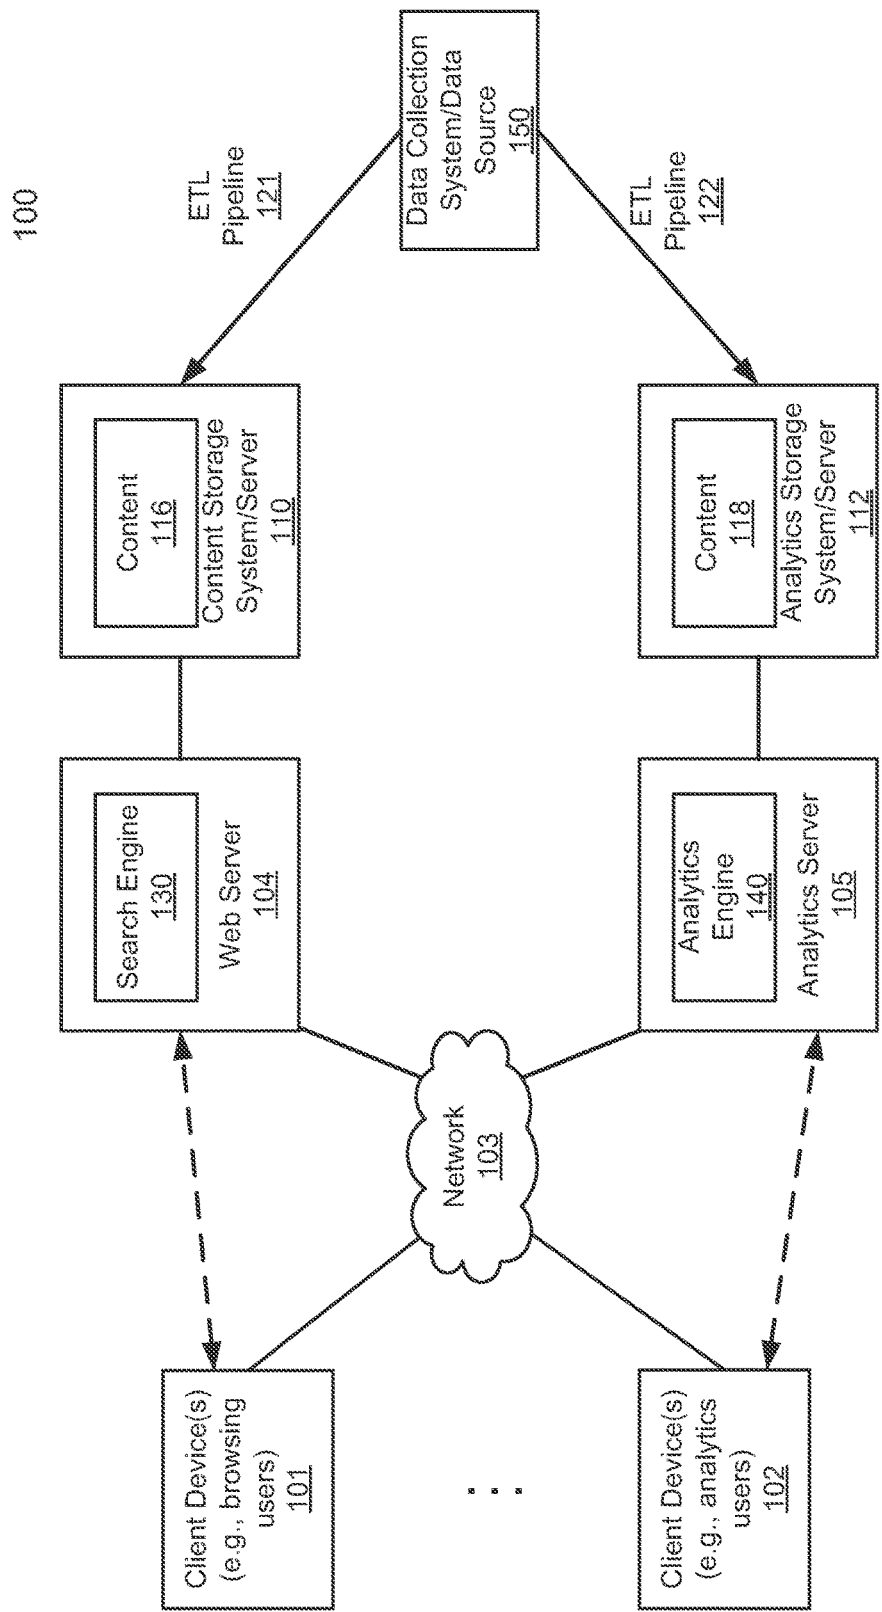 100
Client Device(s)
(e.g., browsing
users)
101
. . .
Client Device(s)
(e.g., analytics
users)
102
Network
103
Search Engine
130
Web Server
104
Analytics
Engine
140
Analytics Server
105
Content
116
Content Storage
System/Server
110
Content
118
Analytics Storage
System/Server
112
ETL
Pipeline
121
ETL
Pipeline
122
Data Collection
System/Data
Source
150